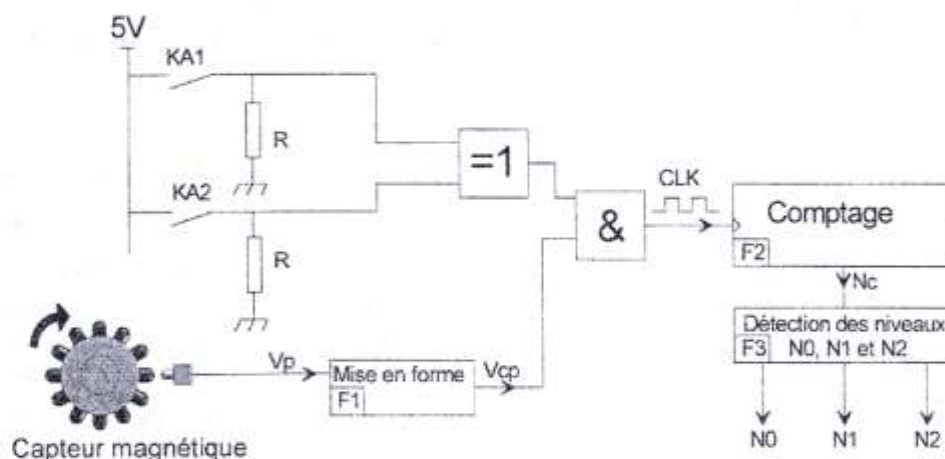 5V
KA1
R
=1
KA2
CLK
&
Comptage
F2
R
Nc
Détection des niveaux
F3 N0, N1 et N2
Vp
Mise en forme
F1
Vcp
N0 N1 N2
Capteur magnétique